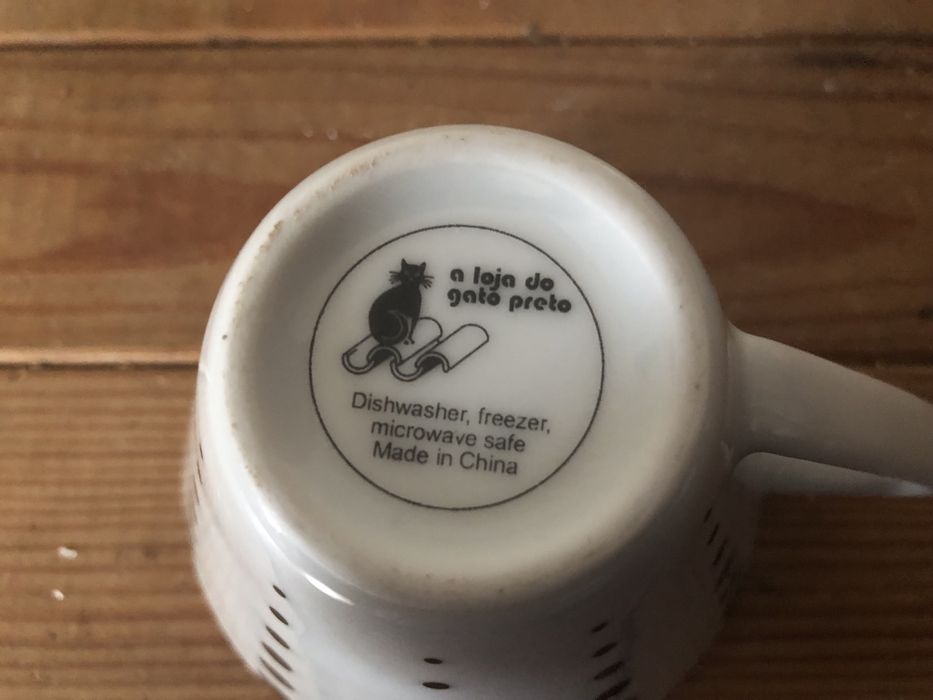 a loja do
gato preto
Dishwasher, freezer,
microwave safe
Made in China